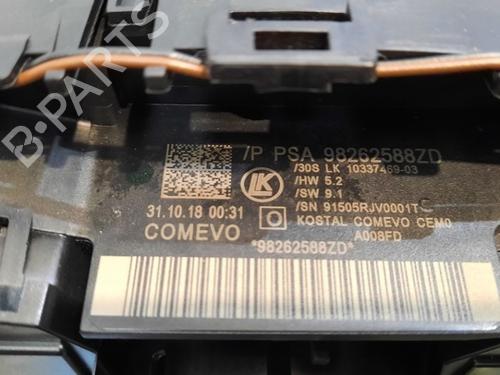 /P PSA 98262588ZD
/30S LK 10337469-03
/HW 5.2
/SW 9.1
/SN 91505RJV0001TC
LK
31.10.18 00:31
COMEVO
KOSTAL COMEVO CEM0
A008FD
*98262588ZD*
B-PARTS